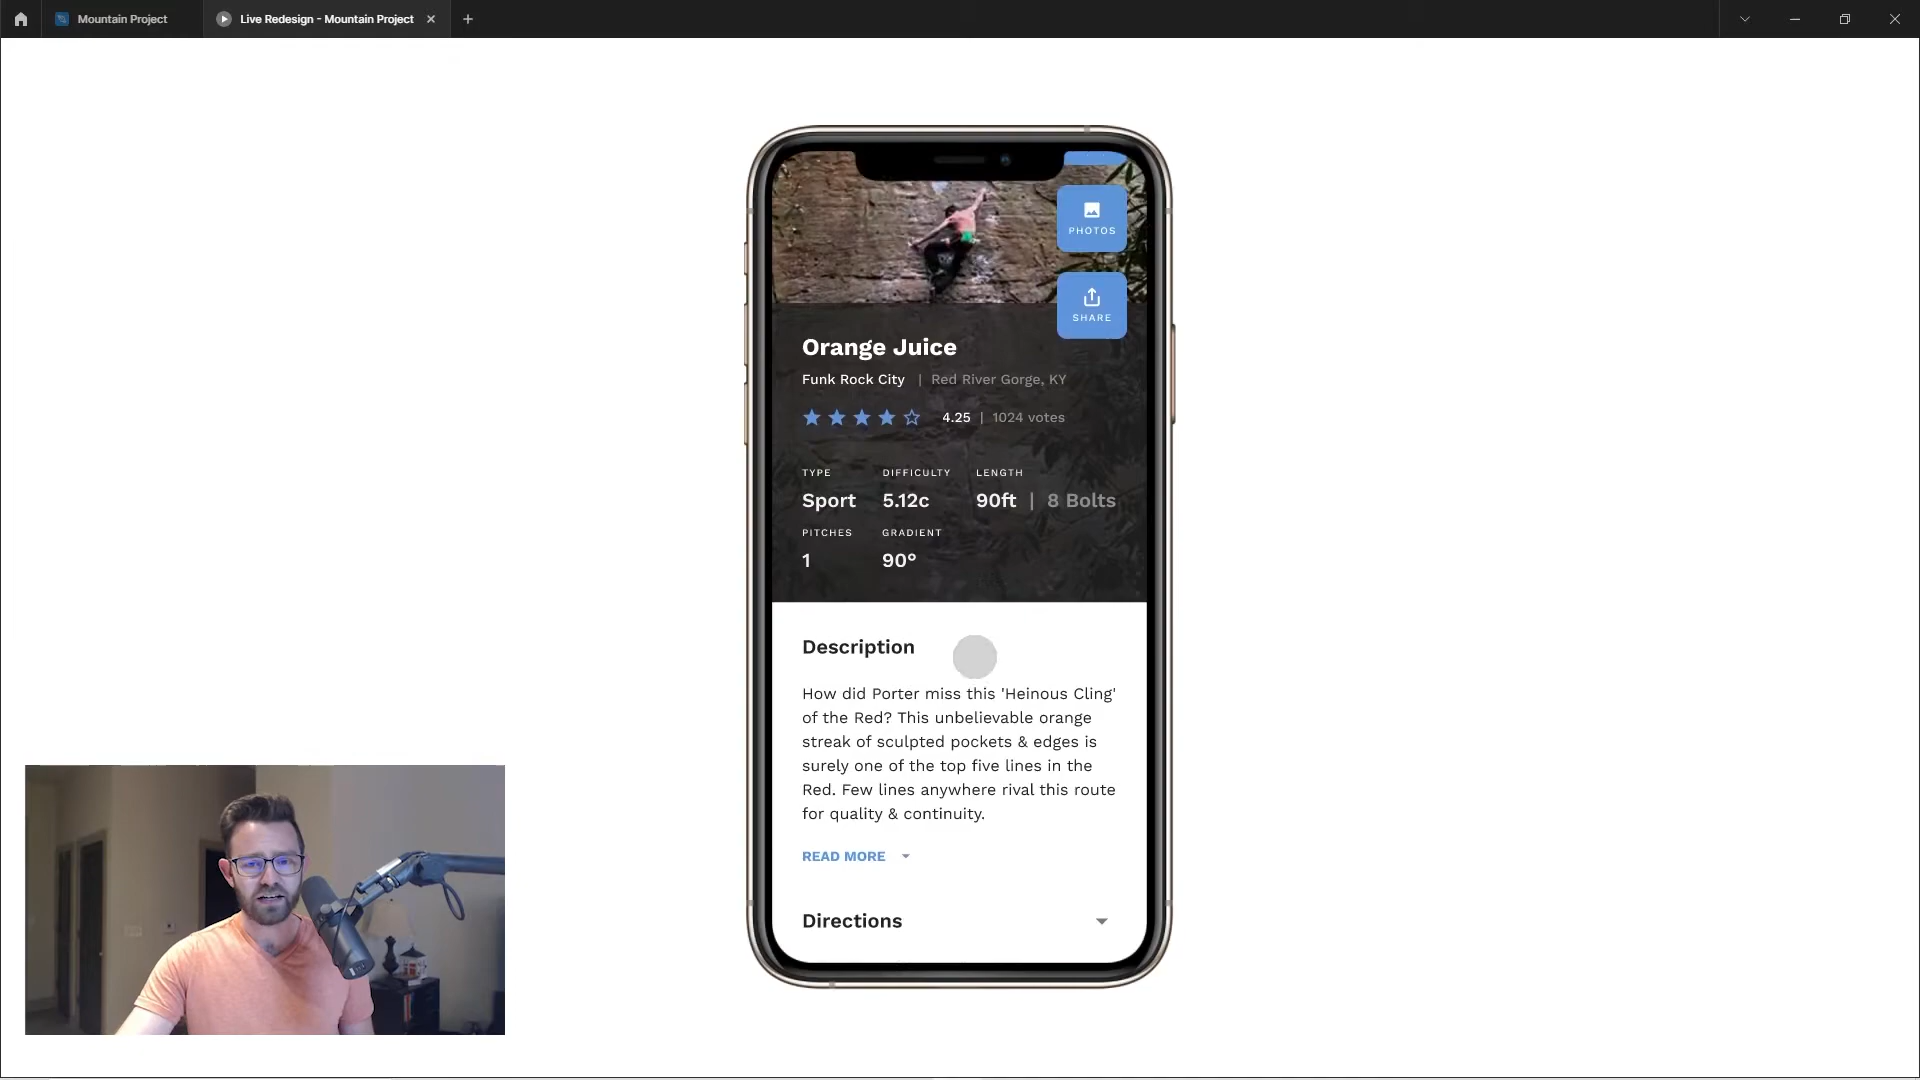 Mountain Project
Live Redesign - Mountain Project
PHOTOS
SHARE
Orange Juice
Funk Rock City | Red River Gorge, KY
4.25 | 1024 votes
TYPE DIFFICULTY LENGTH
Sport 5.12c 90ft | 8 Bolts
PITCHES GRADIENT
1 90°
Description
How did Porter miss this 'Heinous Cling'
of the Red? This unbelievable orange
streak of sculpted pockets & edges is
surely one of the top five lines in the
Red. Few lines anywhere rival this route
for quality & continuity.
READ MORE
Directions